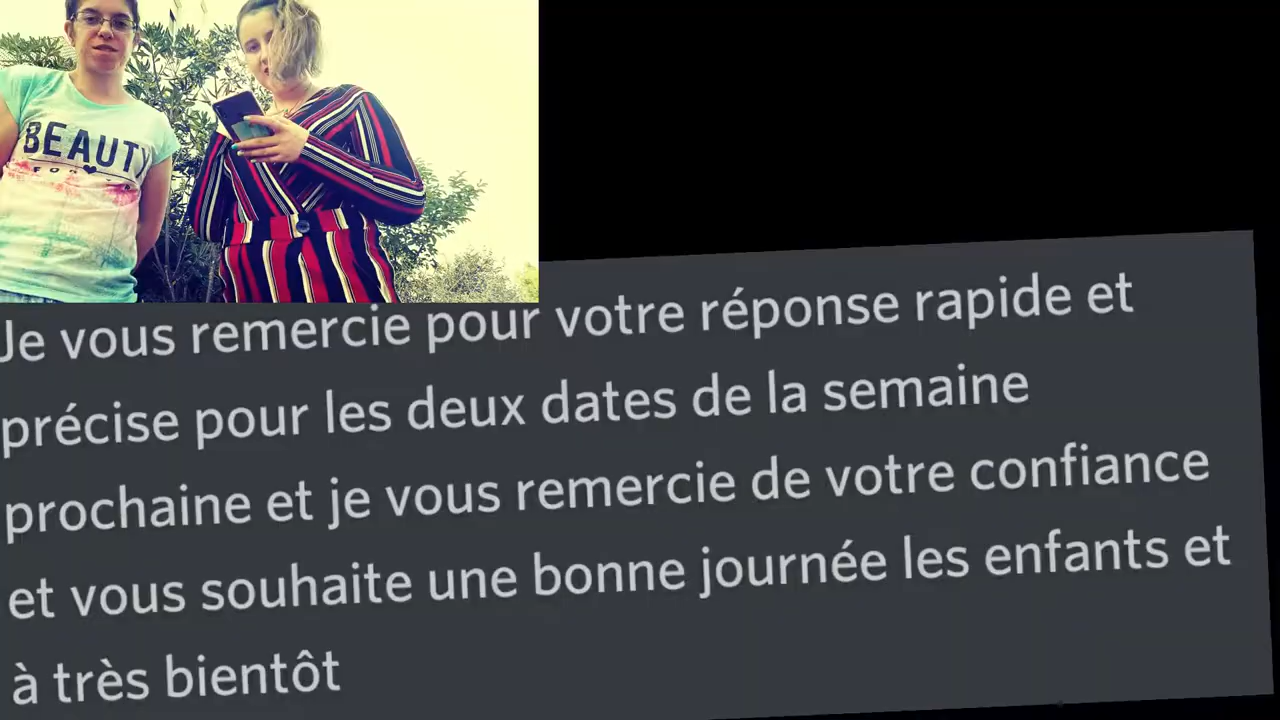 BEAUTY
FOR
Je vous remercie pour votre réponse rapide et
précise pour les deux dates de la semaine
prochaine et je vous remercie de votre confiance
et vous souhaite une bonne journée les enfants et
à très bientôt